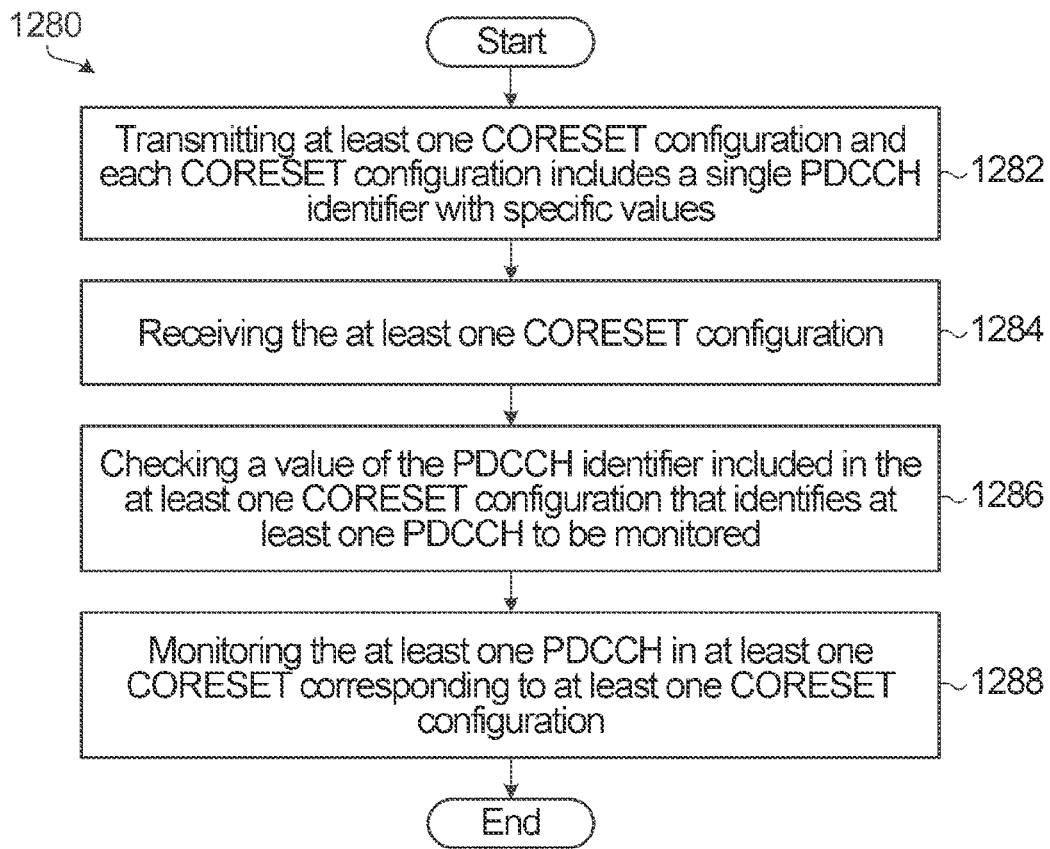 1280
Start
Transmitting at least one CORESET configuration and
each CORESET configuration includes a single PDCCH
identifier with specific values
1282
Receiving the at least one CORESET configuration
1284
Checking a value of the PDCCH identifier included in the
at least one CORESET configuration that identifies at
least one PDCCH to be monitored
1286
Monitoring the at least one PDCCH in at least one
CORESET corresponding to at least one CORESET
configuration
1288
End